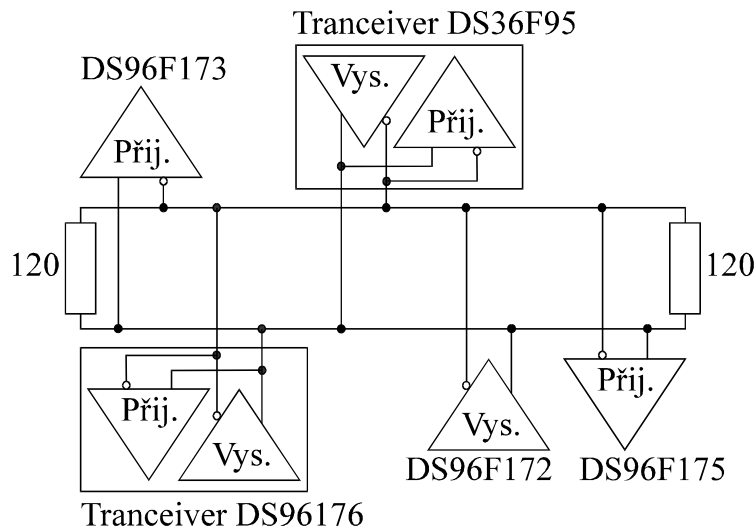 Tranceiver DS36F95
DS96F173
Vys.
Přij.
Přij.
120
120
Přij.
Vys.
Vys.
Přij.
DS96F172
DS96F175
Tranceiver DS96176